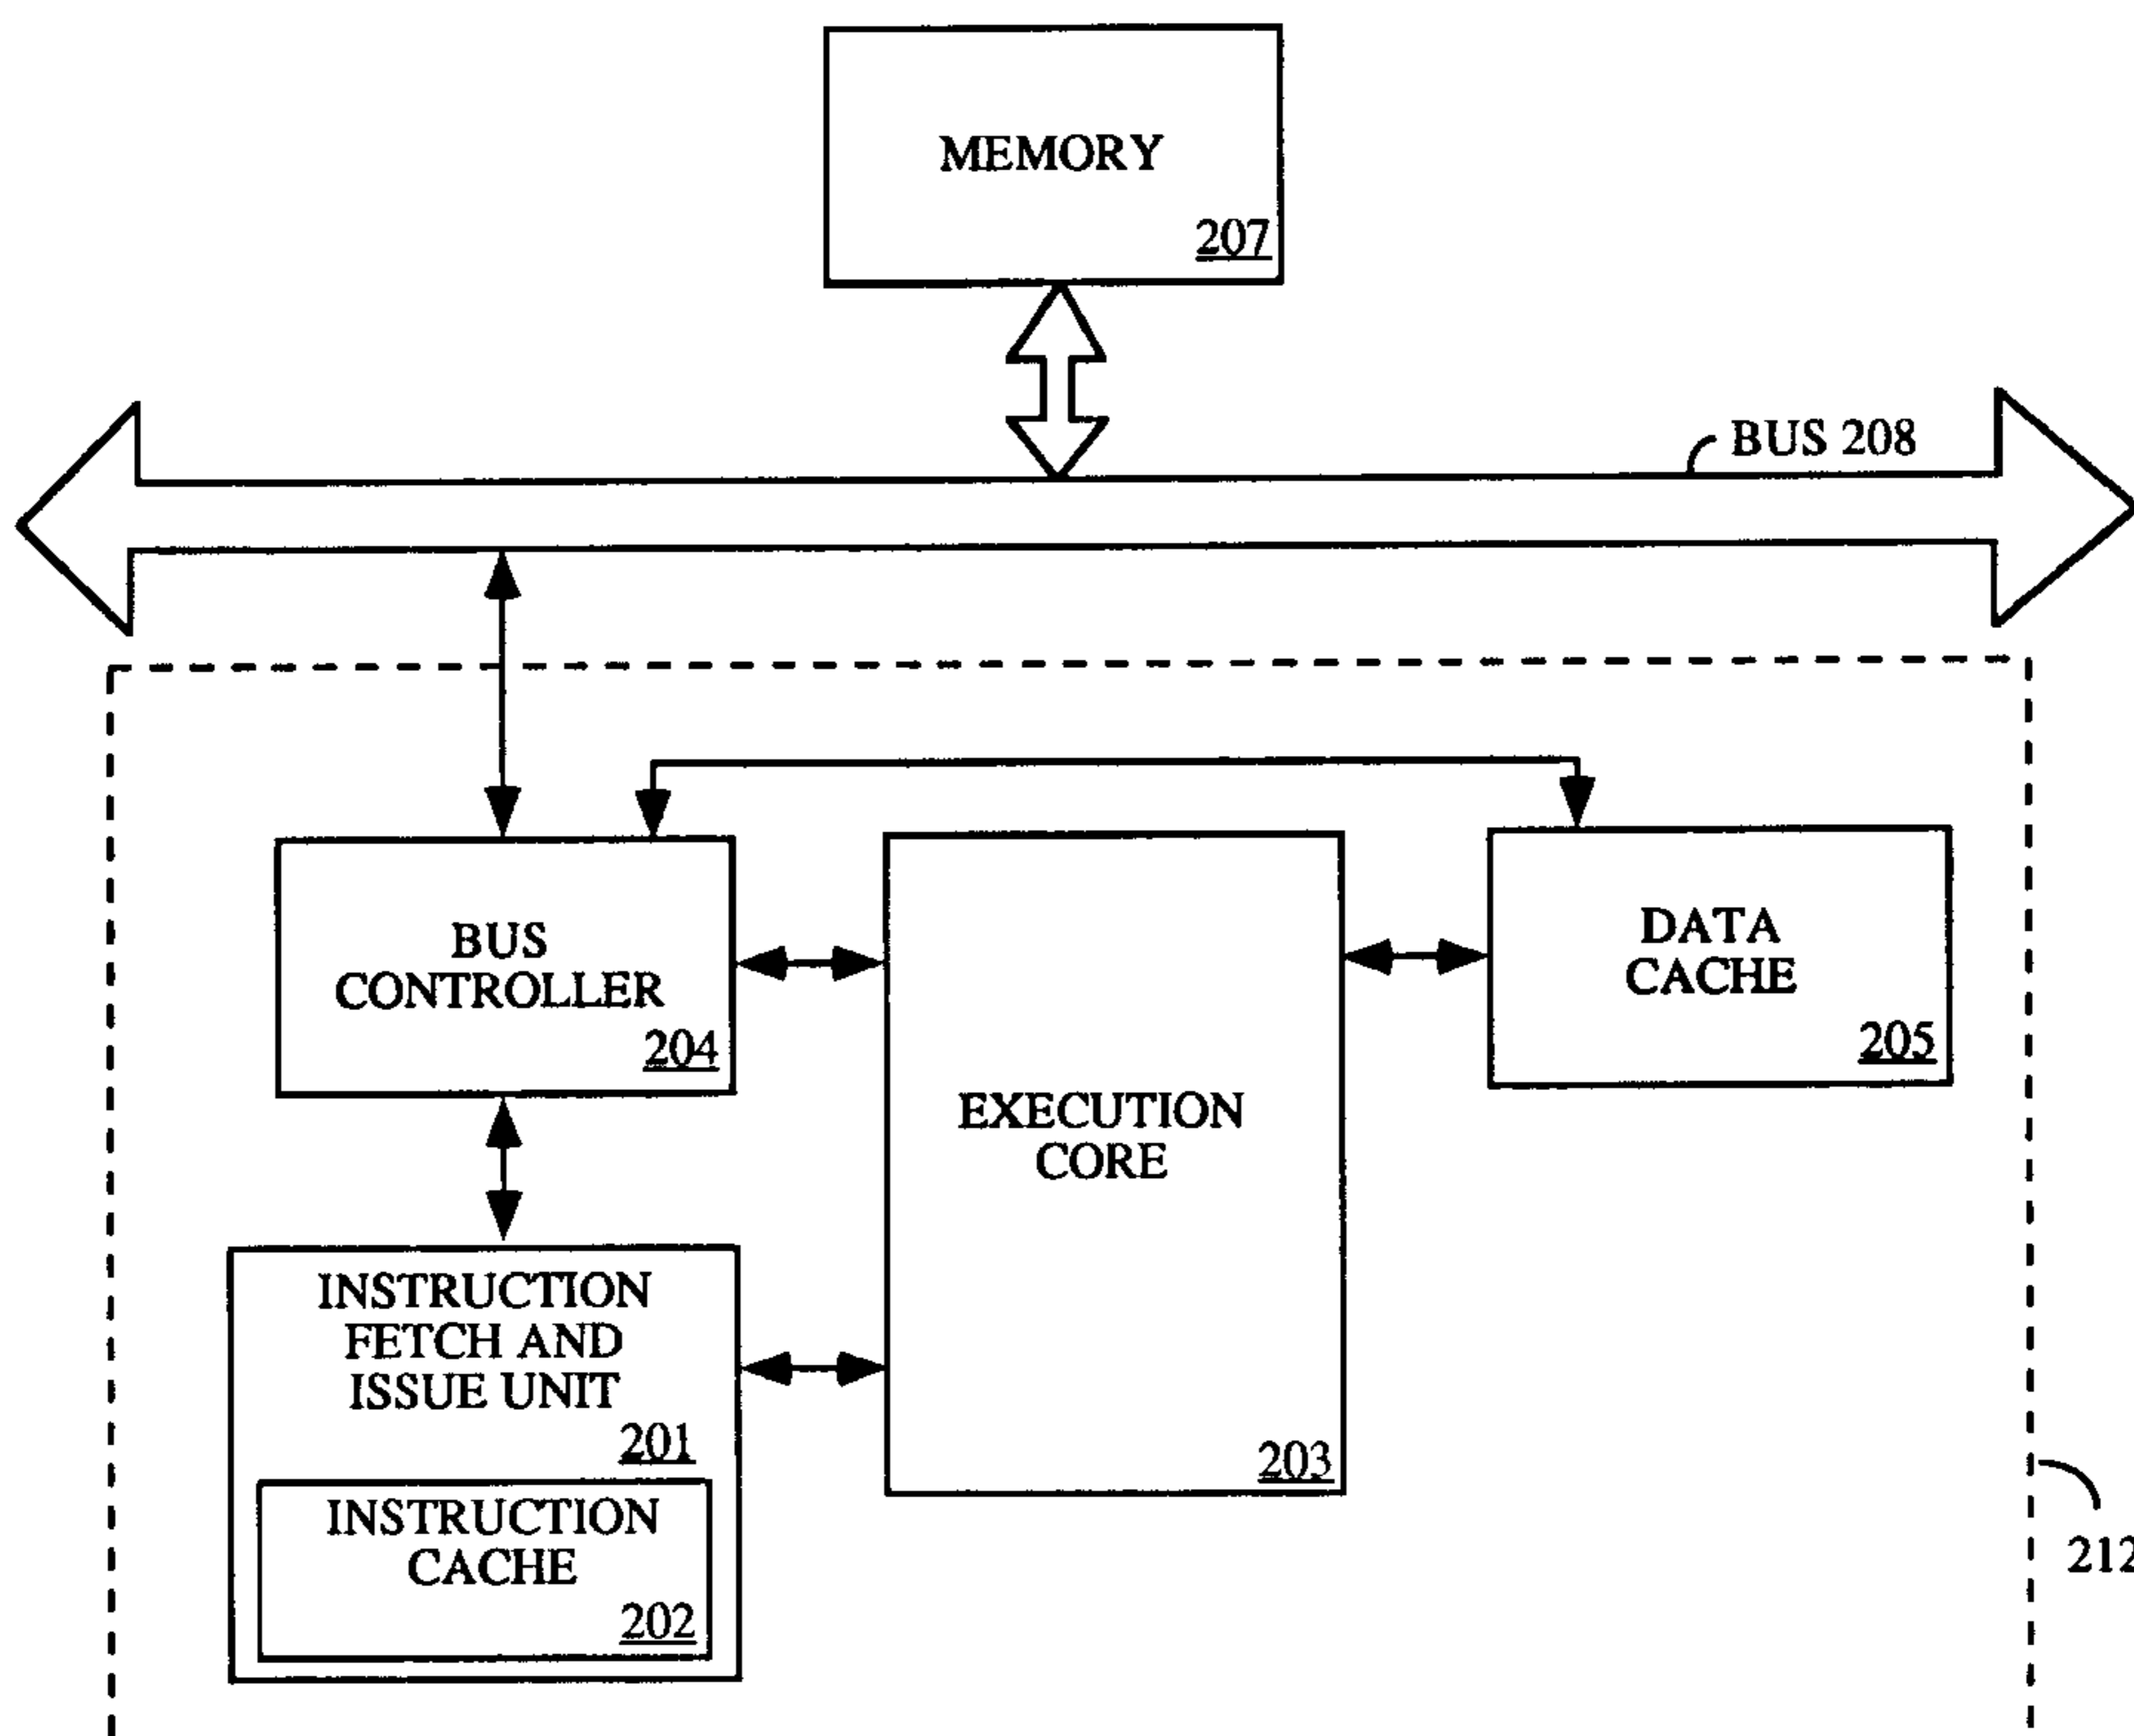 MEMORY
207
BUS 208
BUS
CONTROLLER
204
DATA
CACHE
205
EXECUTION
CORE
203
INSTRUCTION
FETCH AND
ISSUE UNIT
201
INSTRUCTION
CACHE
202
212